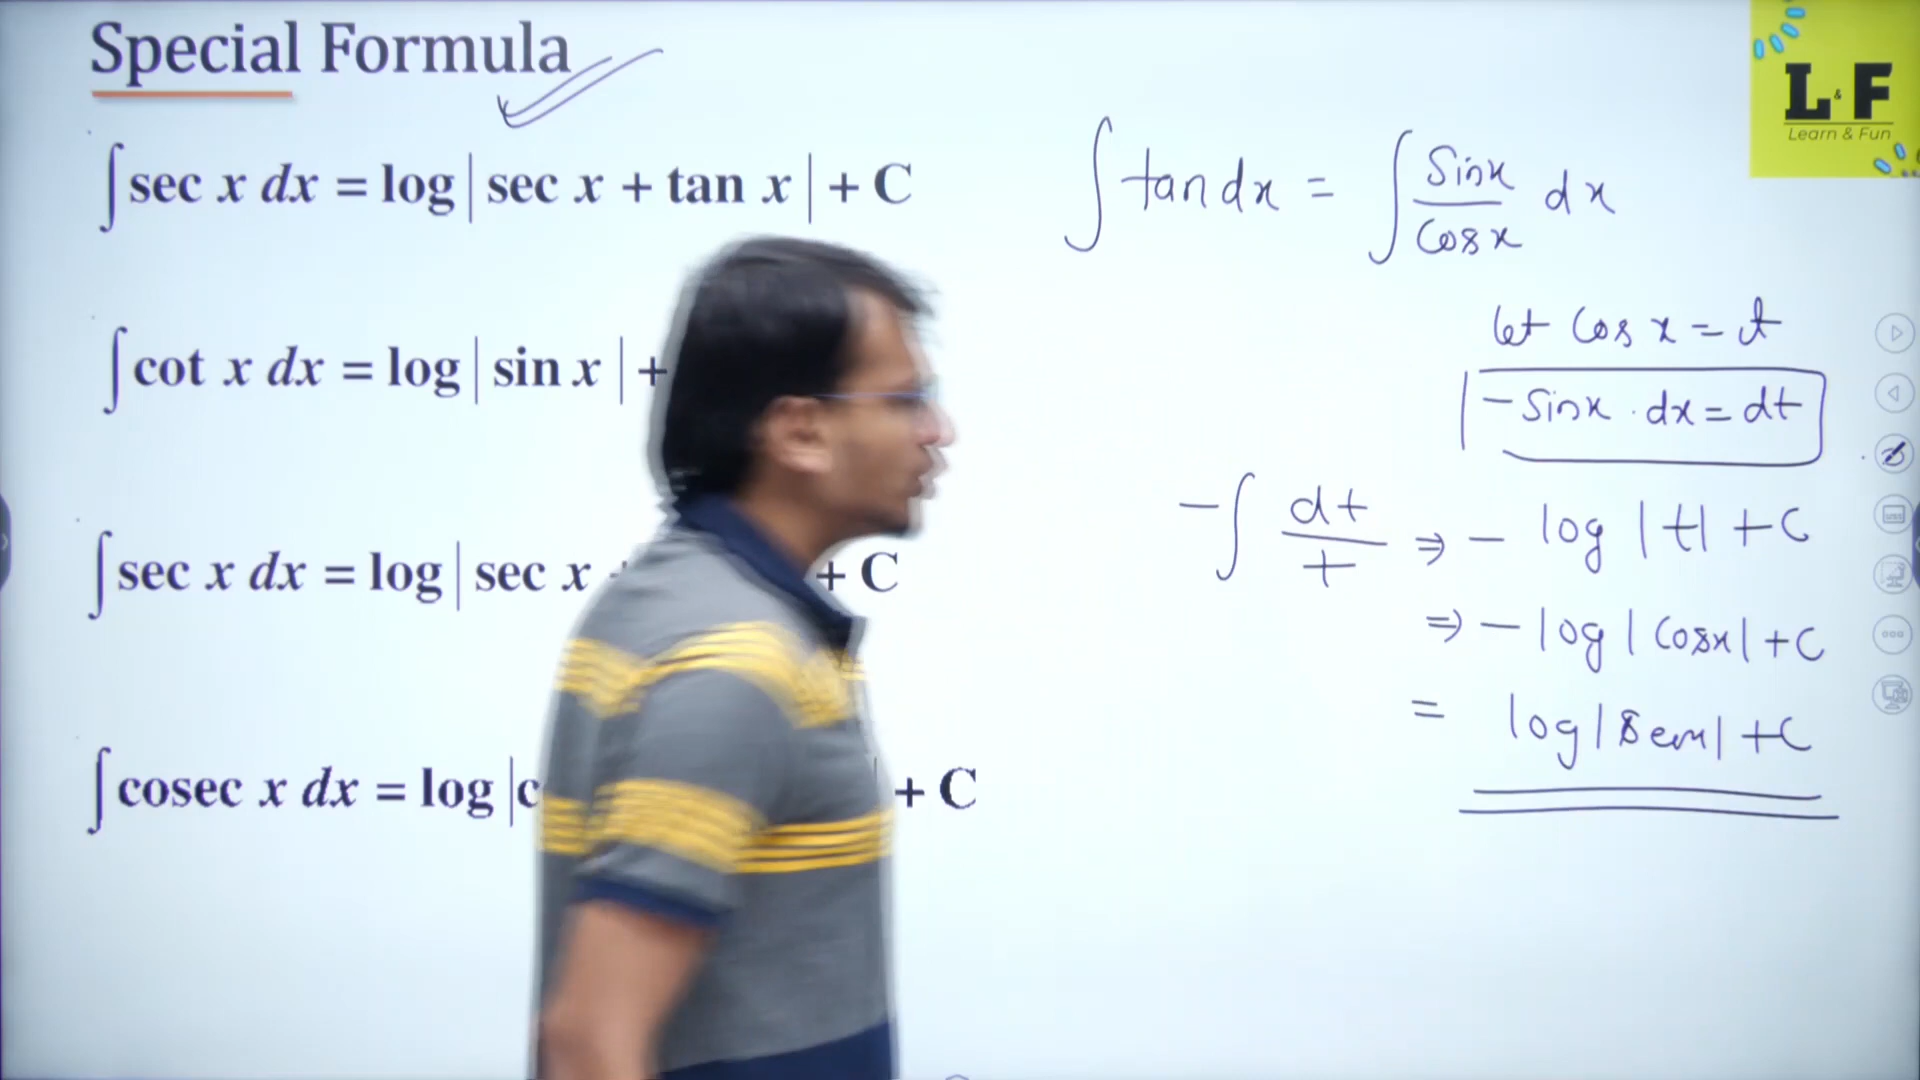 Special Formula
∫ sec x dx = log | sec x + tan x | + C
∫ cot x dx = log | sin x | +
∫ sec x dx = log | sec x + C
∫ cosec x dx = log |c | + C
∫ tan dx = ∫ Sinx/Cosx dx
let Cos x = t
- Sinx . dx = dt
- ∫ dt/t ⇒ - log |t| + C
⇒ - log | Cosx | + C
= log | Secx | + C
L & F
Learn & Fun